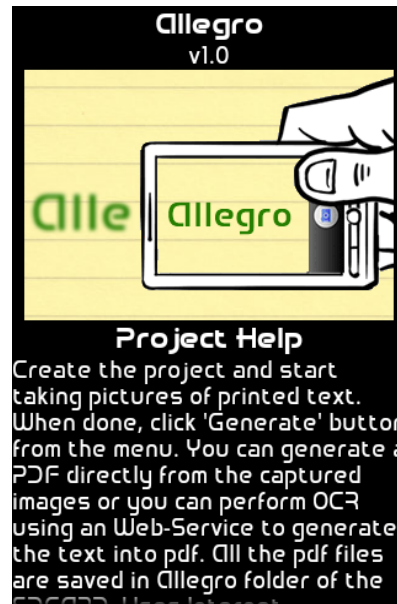 Allegro
v1.0
Alle
Allegro
Project Help
Create the project and start
taking pictures of printed text.
When done, click 'Generate' button
from the menu. You can generate a
PDF directly from the captured
images or you can perform OCR
using an Web-Service to generate
the text into pdf. All the pdf files
are saved in Allegro folder of the